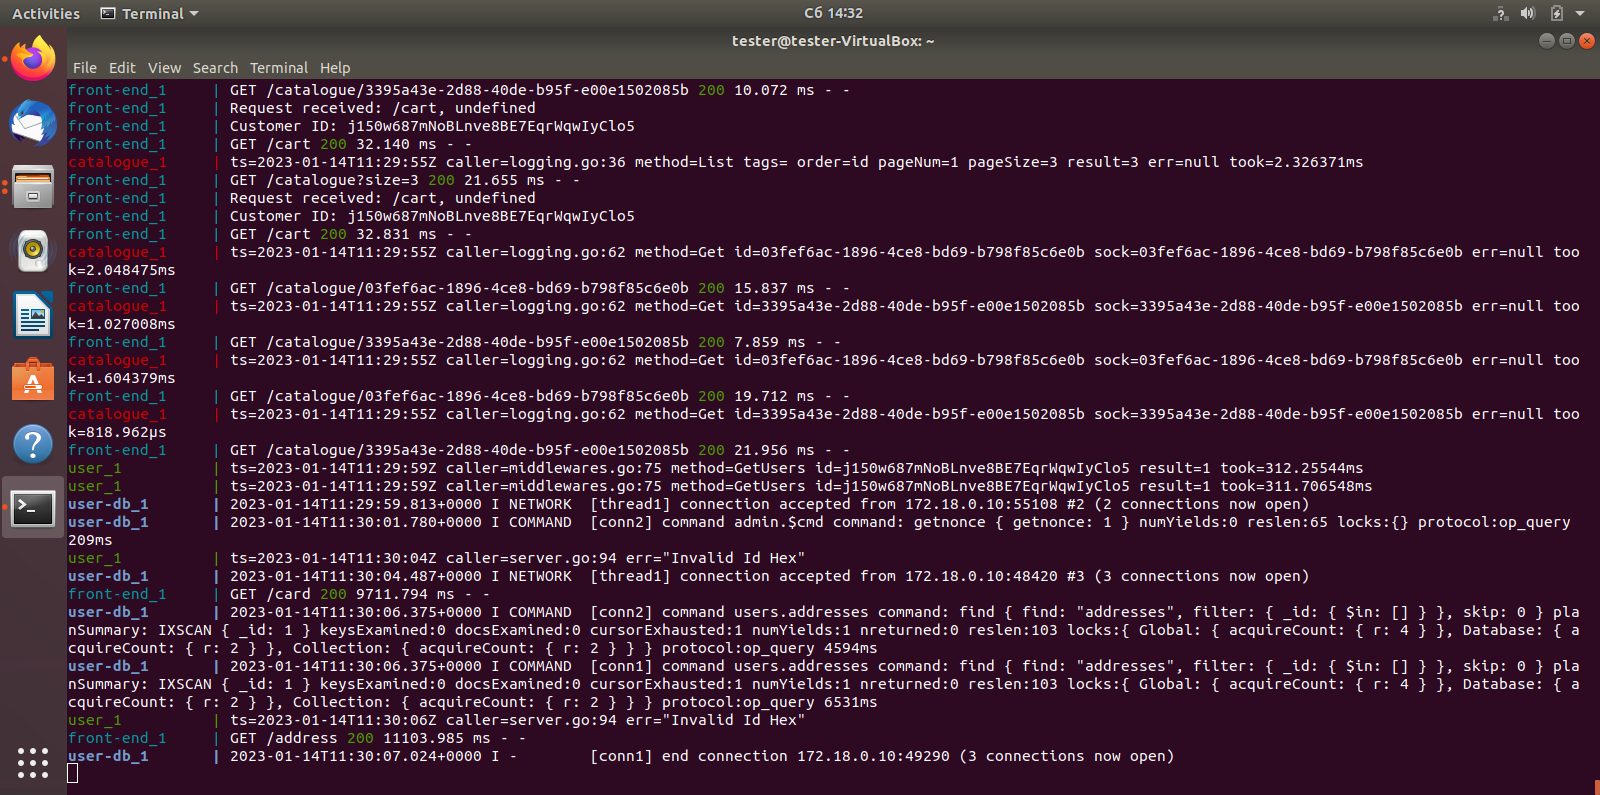 Activities Terminal Сб 14:32
tester@tester-VirtualBox: ~
File Edit View Search Terminal Help
front-end_1 | GET /catalogue/3395a43e-2d88-40de-b95f-e00e1502085b 200 10.072 ms - -
front-end_1 | Request received: /cart, undefined
front-end_1 | Customer ID: j150w687mNoBLnve8BE7EqrWqwIyClo5
front-end_1 | GET /cart 200 32.140 ms - -
catalogue_1 | ts=2023-01-14T11:29:55Z caller=logging.go:36 method=List tags= order=id pageNum=1 pageSize=3 result=3 err=null took=2.326371ms
front-end_1 | GET /catalogue?size=3 200 21.655 ms - -
front-end_1 | Request received: /cart, undefined
front-end_1 | Customer ID: j150w687mNoBLnve8BE7EqrWqwIyClo5
front-end_1 | GET /cart 200 32.831 ms - -
catalogue_1 | ts=2023-01-14T11:29:55Z caller=logging.go:62 method=Get id=03fef6ac-1896-4ce8-bd69-b798f85c6e0b sock=03fef6ac-1896-4ce8-bd69-b798f85c6e0b err=null too
k=2.048475ms
front-end_1 | GET /catalogue/03fef6ac-1896-4ce8-bd69-b798f85c6e0b 200 15.837 ms - -
catalogue_1 | ts=2023-01-14T11:29:55Z caller=logging.go:62 method=Get id=3395a43e-2d88-40de-b95f-e00e1502085b sock=3395a43e-2d88-40de-b95f-e00e1502085b err=null too
k=1.027008ms
front-end_1 | GET /catalogue/3395a43e-2d88-40de-b95f-e00e1502085b 200 7.859 ms - -
catalogue_1 | ts=2023-01-14T11:29:55Z caller=logging.go:62 method=Get id=03fef6ac-1896-4ce8-bd69-b798f85c6e0b sock=03fef6ac-1896-4ce8-bd69-b798f85c6e0b err=null too
k=1.604379ms
front-end_1 | GET /catalogue/03fef6ac-1896-4ce8-bd69-b798f85c6e0b 200 19.712 ms - -
catalogue_1 | ts=2023-01-14T11:29:55Z caller=logging.go:62 method=Get id=3395a43e-2d88-40de-b95f-e00e1502085b sock=3395a43e-2d88-40de-b95f-e00e1502085b err=null too
k=818.962µs
front-end_1 | GET /catalogue/3395a43e-2d88-40de-b95f-e00e1502085b 200 21.956 ms - -
user_1 | ts=2023-01-14T11:29:59Z caller=middlewares.go:75 method=GetUsers id=j150w687mNoBLnve8BE7EqrWqwIyClo5 result=1 took=312.25544ms
user_1 | ts=2023-01-14T11:29:59Z caller=middlewares.go:75 method=GetUsers id=j150w687mNoBLnve8BE7EqrWqwIyClo5 result=1 took=311.706548ms
user-db_1 | 2023-01-14T11:29:59.813+0000 I NETWORK [thread1] connection accepted from 172.18.0.10:55108 #2 (2 connections now open)
user-db_1 | 2023-01-14T11:30:01.780+0000 I COMMAND [conn2] command admin.$cmd command: getnonce { getnonce: 1 } numYields:0 reslen:65 locks:{} protocol:op_query
209ms
user_1 | ts=2023-01-14T11:30:04Z caller=server.go:94 err="Invalid Id Hex"
user-db_1 | 2023-01-14T11:30:04.487+0000 I NETWORK [thread1] connection accepted from 172.18.0.10:48420 #3 (3 connections now open)
front-end_1 | GET /card 200 9711.794 ms - -
user-db_1 | 2023-01-14T11:30:06.375+0000 I COMMAND [conn2] command users.addresses command: find { find: "addresses", filter: { _id: { $in: [] } }, skip: 0 } pla
nSummary: IXSCAN { _id: 1 } keysExamined:0 docsExamined:0 cursorExhausted:1 numYields:1 nreturned:0 reslen:103 locks:{ Global: { acquireCount: { r: 4 } }, Database: { a
cquireCount: { r: 2 } }, Collection: { acquireCount: { r: 2 } } } protocol:op_query 4594ms
user-db_1 | 2023-01-14T11:30:06.375+0000 I COMMAND [conn1] command users.addresses command: find { find: "addresses", filter: { _id: { $in: [] } }, skip: 0 } pla
nSummary: IXSCAN { _id: 1 } keysExamined:0 docsExamined:0 cursorExhausted:1 numYields:1 nreturned:0 reslen:103 locks:{ Global: { acquireCount: { r: 4 } }, Database: { a
cquireCount: { r: 2 } }, Collection: { acquireCount: { r: 2 } } } protocol:op_query 6531ms
user_1 | ts=2023-01-14T11:30:06Z caller=server.go:94 err="Invalid Id Hex"
front-end_1 | GET /address 200 11103.985 ms - -
user-db_1 | 2023-01-14T11:30:07.024+0000 I - [conn1] end connection 172.18.0.10:49290 (3 connections now open)